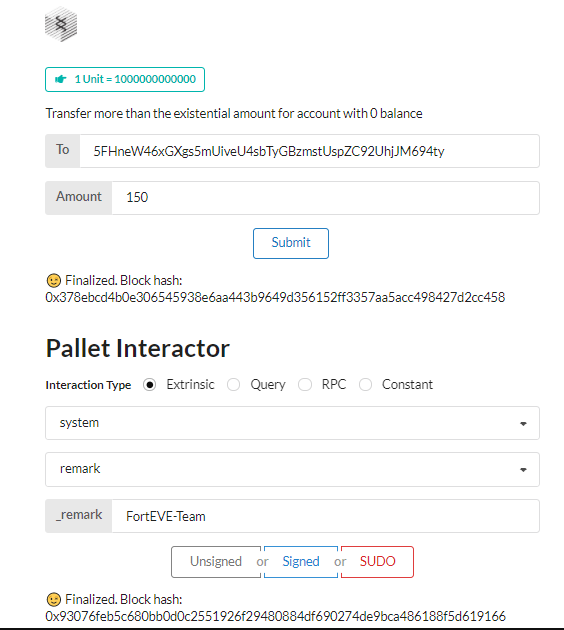 1 Unit = 1000000000000
Transfer more than the existential amount for account with 0 balance
To 5FHneW46xGXgs5mUiveU4sbTyGBzmstUspZC92UhjJM694ty
Amount 150
Submit
Finalized. Block hash:
0x378ebcd4b0e306545938e6aa443b9649d356152ff3357aa5acc498427d2cc458
Pallet Interactor
Interaction Type Extrinsic Query RPC Constant
system
remark
_remark FortEVE-Team
Unsigned or Signed or SUDO
Finalized. Block hash:
0x93076feb5c680bb0d0c2551926f29480884df690274de9bca486188f5d619166